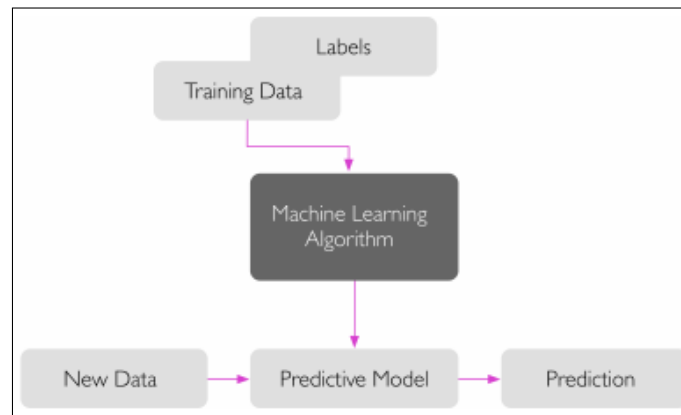 Labels
Training Data
Machine Learning
Algorithm
New Data
Predictive Model
Prediction